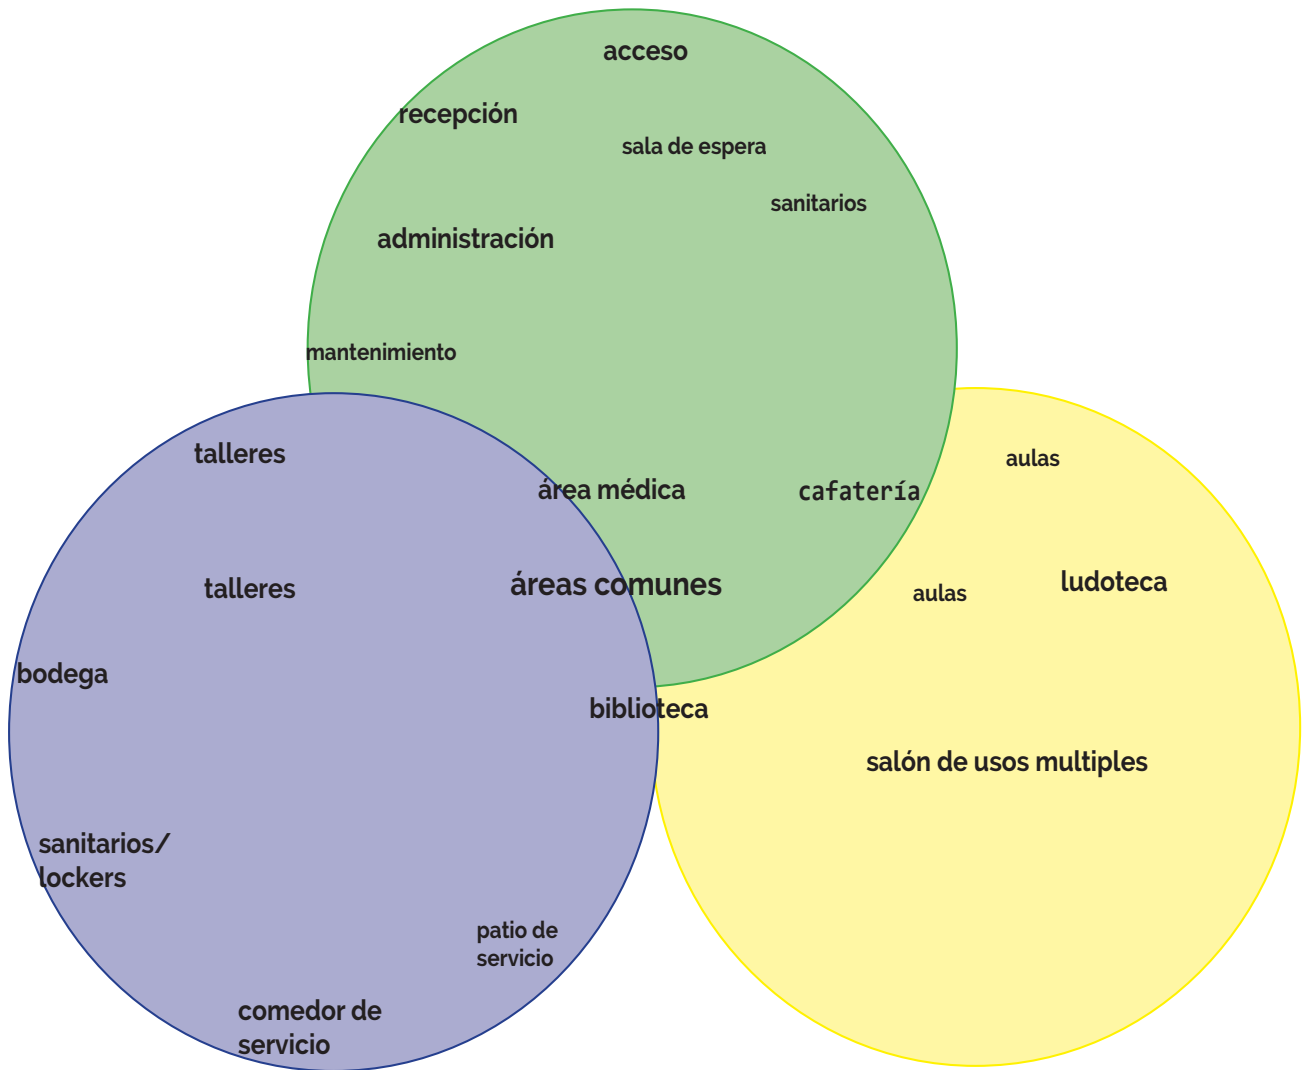 acceso
recepción
sala de espera
sanitarios
administración
mantenimiento
talleres
aulas
área médica
cafatería
talleres
áreas comunes
aulas
ludoteca
bodega
biblioteca
salón de usos multiples
sanitarios/
lockers
patio de
servicio
comedor de
servicio